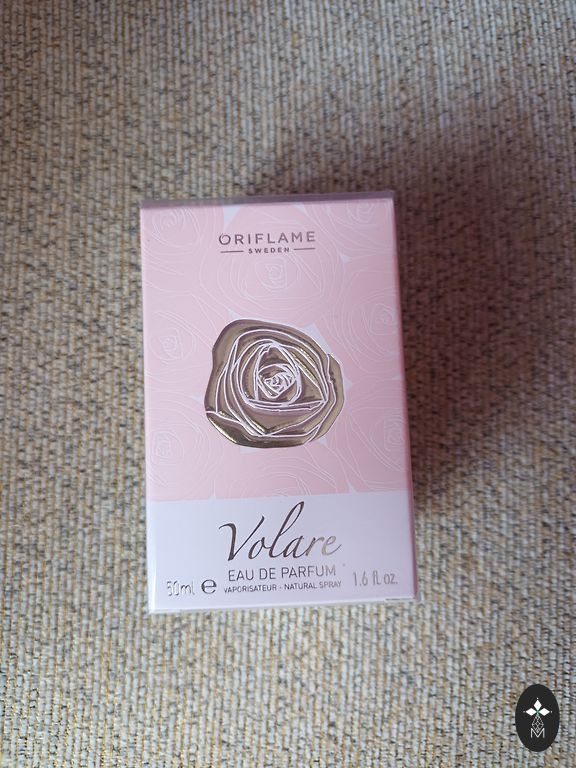 ORIFLAME
SWEDEN
Volare
EAU DE PARFUM
50ml e VAPORISATEUR - NATURAL SPRAY 1.6 fl. oz.
M